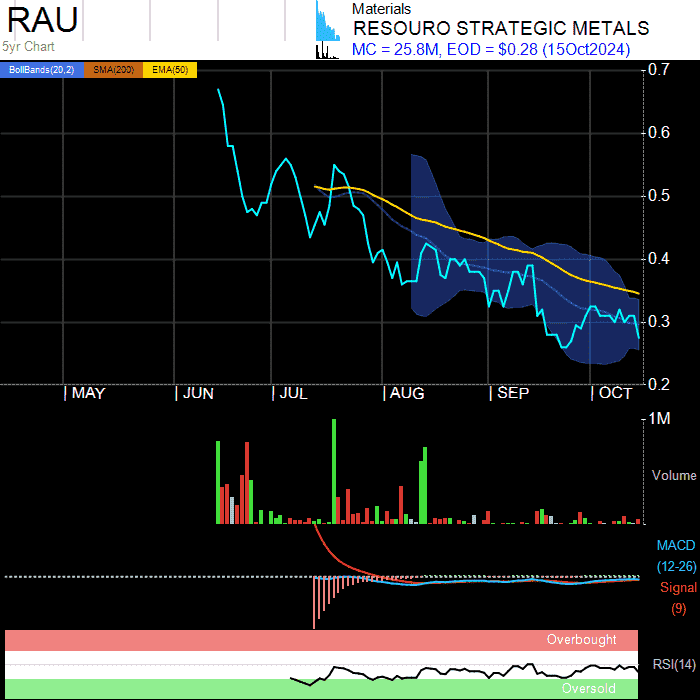 RAU
5yr Chart
Materials
RESOURO STRATEGIC METALS
MC = 25.8M, EOD = $0.28 (15Oct2024)
BollBands(20,2) SMA(200) EMA(50)
0.7
0.6
0.5
0.4
0.3
0.2
| MAY | JUN | JUL | AUG | SEP | OCT
1M
Volume
MACD
(12-26)
Signal
(9)
Overbought
RSI(14)
Oversold